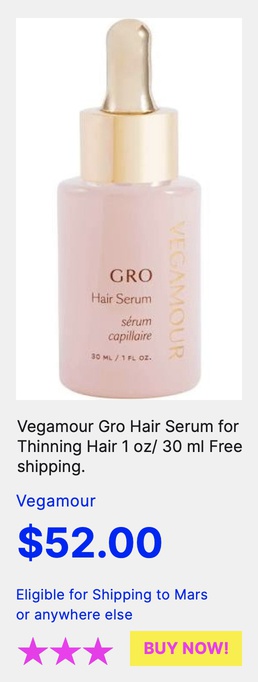 GRO
Hair Serum
sérum
capillaire
30 ML / 1 FL OZ.
VEGAMOUR
Vegamour Gro Hair Serum for
Thinning Hair 1 oz/ 30 ml Free
shipping.
Vegamour
$52.00
Eligible for Shipping to Mars
or anywhere else
BUY NOW!